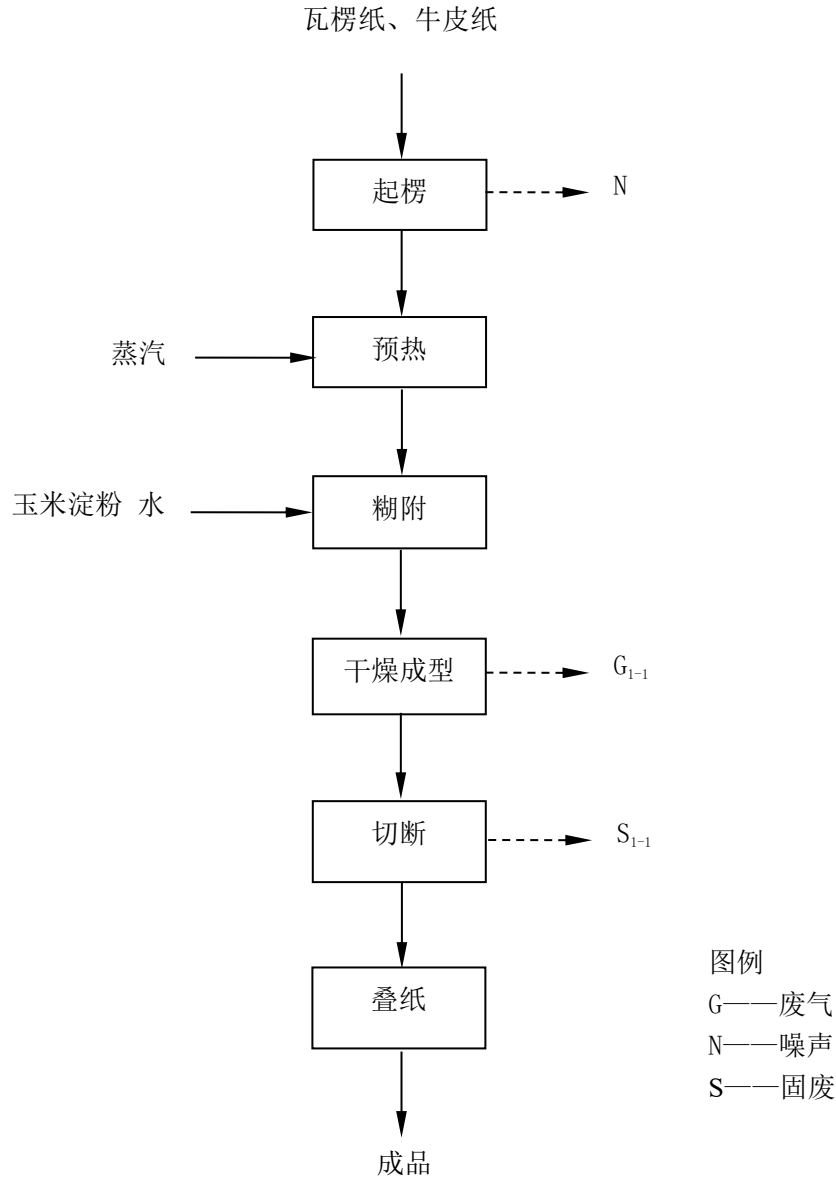 瓦楞纸、牛皮纸
起楞
N
预热
蒸汽
糊附
玉米淀粉 水
干燥成型
G1-1
切断
S1-1
叠纸
成品
图例
G——废气
N——噪声
S——固废